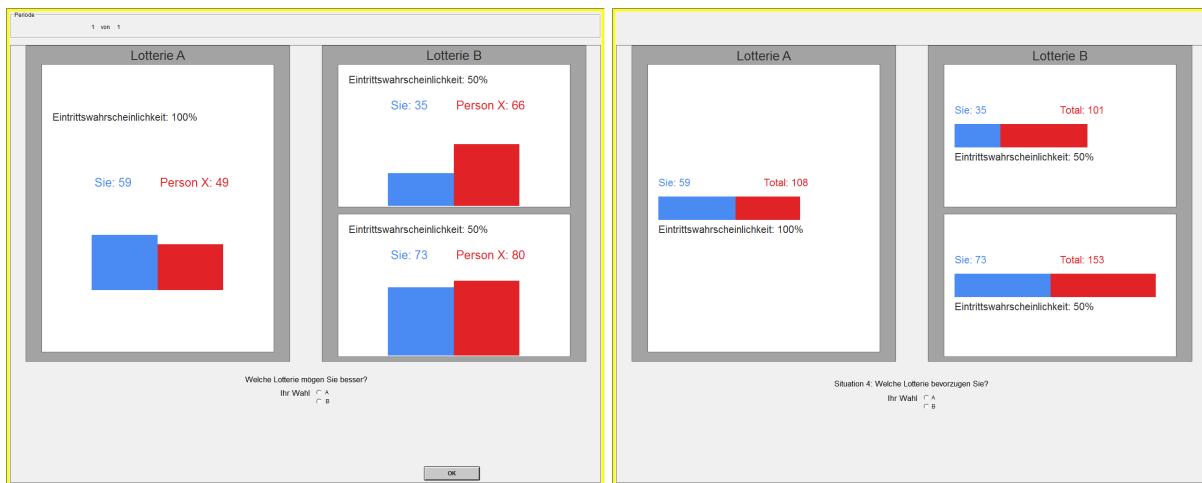 Periode
1 von 1
Lotterie A
Eintrittswahrscheinlichkeit: 100%
Sie: 59 Person X: 49
Lotterie B
Eintrittswahrscheinlichkeit: 50%
Sie: 35 Person X: 66
Eintrittswahrscheinlichkeit: 50%
Sie: 73 Person X: 80
Welche Lotterie mögen Sie besser?
Ihr Wahl A
B
OK
Lotterie A
Sie: 59 Total: 108
Eintrittswahrscheinlichkeit: 100%
Lotterie B
Sie: 35 Total: 101
Eintrittswahrscheinlichkeit: 50%
Sie: 73 Total: 153
Eintrittswahrscheinlichkeit: 50%
Situation 4: Welche Lotterie bevorzugen Sie?
Ihr Wahl A
B